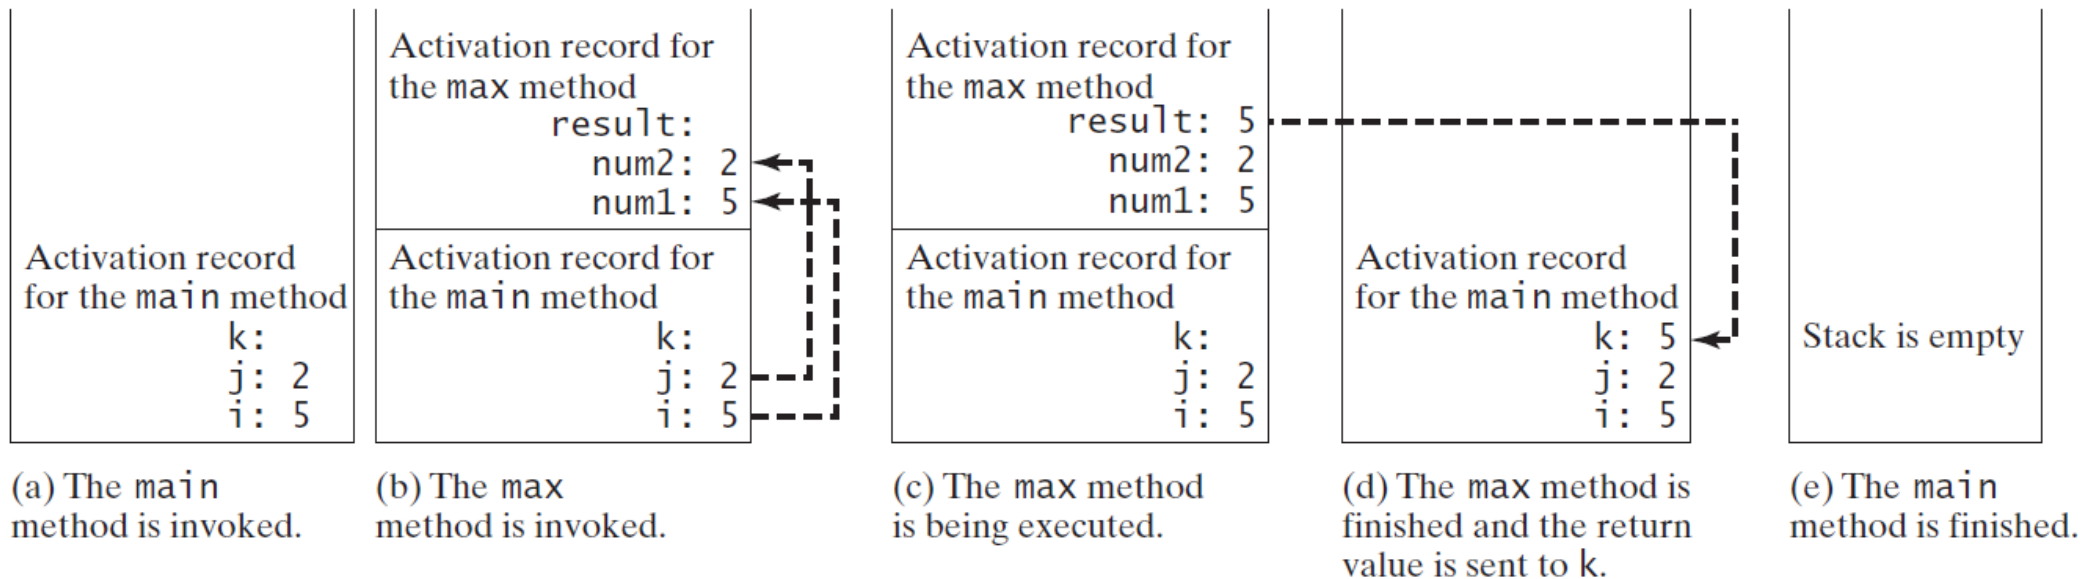 Activation record
for the main method
k:
j: 2
i: 5
(a) The main
method is invoked.
Activation record for
the max method
result:
num2: 2
num1: 5
Activation record for
the main method
k:
j: 2
i: 5
(b) The max
method is invoked.
Activation record for
the max method
result: 5
num2: 2
num1: 5
Activation record for
the main method
k:
j: 2
i: 5
(c) The max method
is being executed.
Activation record
for the main method
k: 5
j: 2
i: 5
(d) The max method is
finished and the return
value is sent to k.
Stack is empty
(e) The main
method is finished.